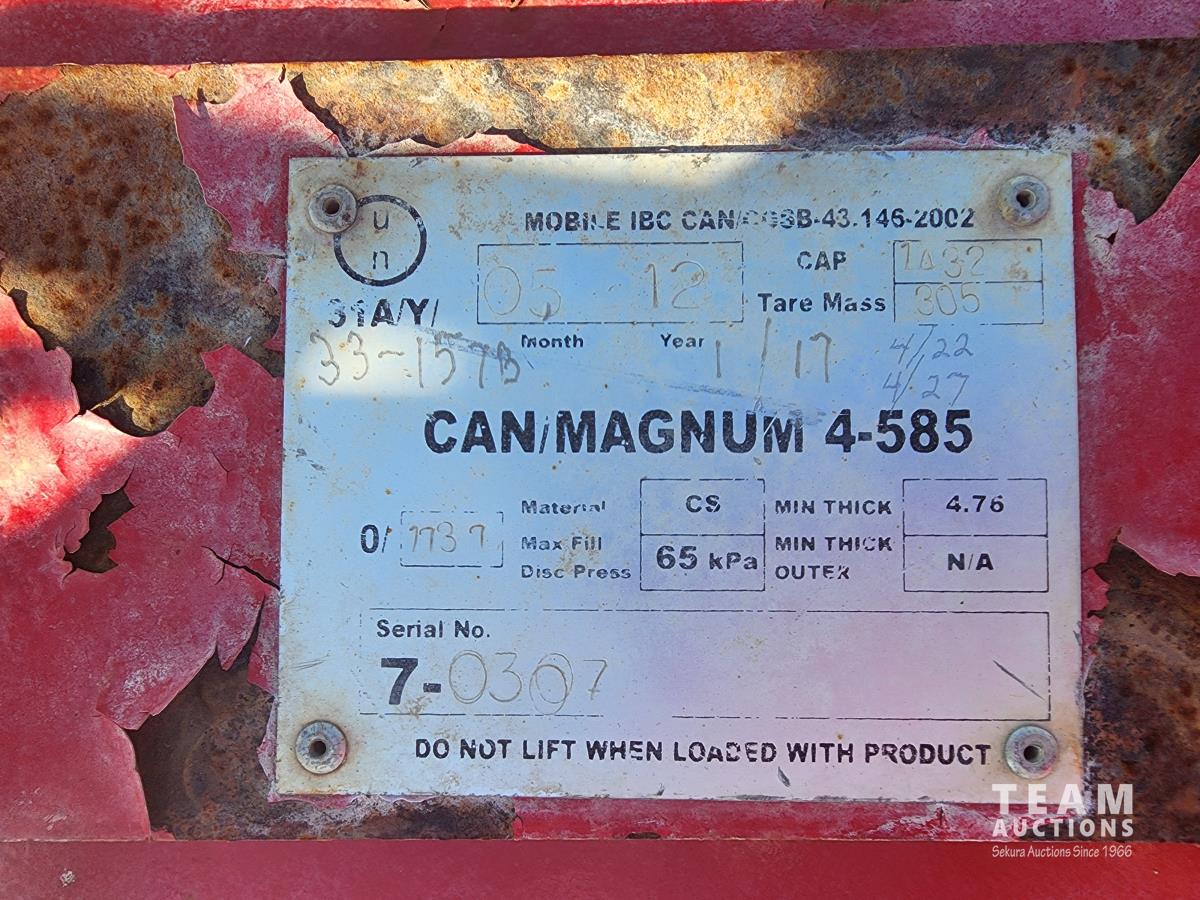 un
MOBILE IBC CAN/CGSB-43.146-2002
31A/Y/
05 12
CAP
Month Year
Tare Mass 305
33-157B 1/17 4/22
4/27
CAN/MAGNUM 4-585
Material CS MIN THICK 4.76
0/
Max Fill
Disc Press 65 kPa MIN THICK
OUTER N/A
Serial No.
7-0307
DO NOT LIFT WHEN LOADED WITH PRODUCT
TEAM
AUCTIONS
Sekura Auctions Since 1966